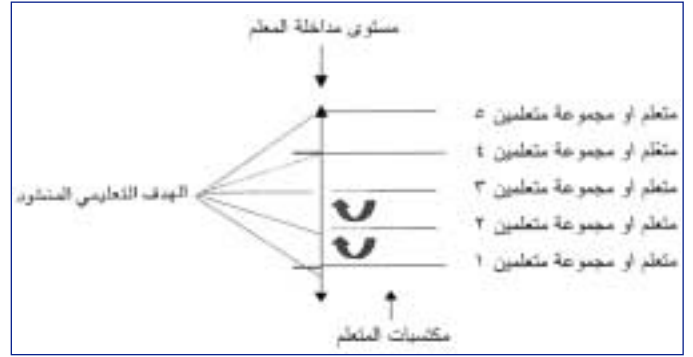 مستوى مداخلة المعلم
متعلم او مجموعة متعلمين ٥
متعلم او مجموعة متعلمين ٤
متعلم او مجموعة متعلمين ٣
الهدف التعليمي المنشود
متعلم او مجموعة متعلمين ٢
متعلم او مجموعة متعلمين ١
مكتسبات المتعلم